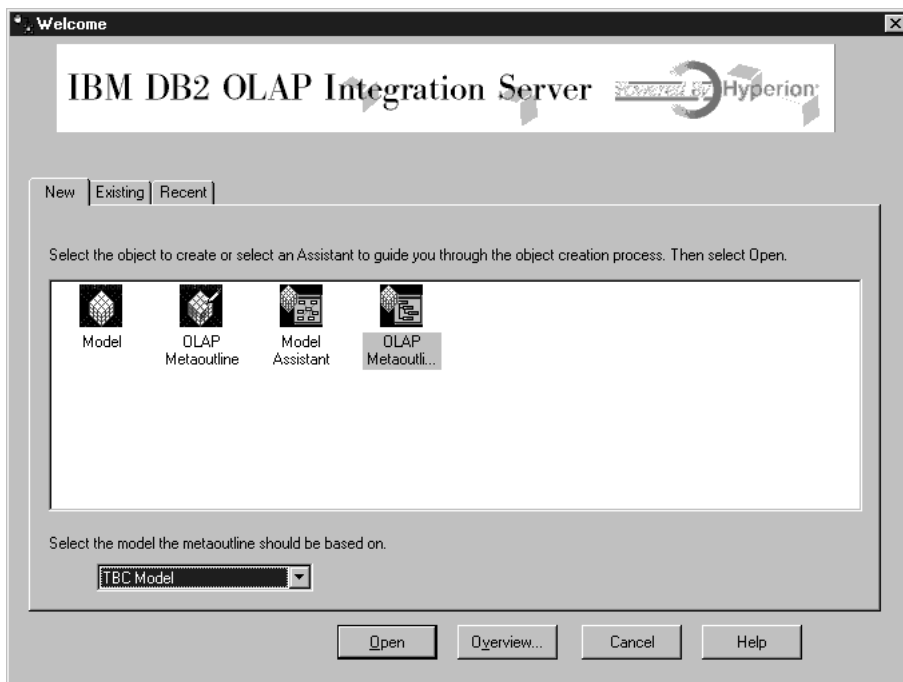 Welcome
IBM DB2 OLAP Integration Server
POWERED BY Hyperion
New Existing Recent
Select the object to create or select an Assistant to guide you through the object creation process. Then select Open.
Model
OLAP
Metaoutline
Model
Assistant
OLAP
Metaoutli...
Select the model the metaoutline should be based on.
TBC Model
Open Overview... Cancel Help